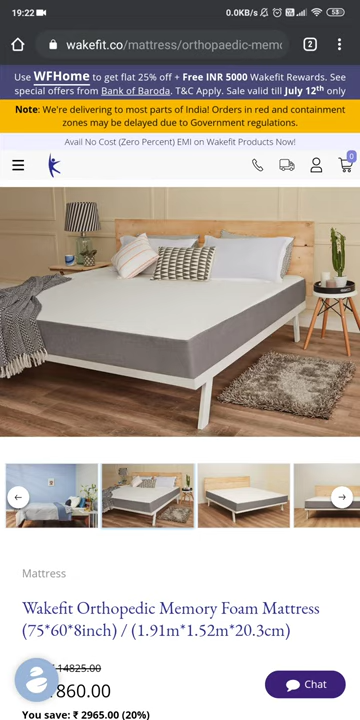 19:22
0.0KB/s
53
wakefit.co/mattress/orthopaedic-memo
2
Use WFHome to get flat 25% off + Free INR 5000 Wakefit Rewards. See
special offers from Bank of Baroda. T&C Apply. Sale valid till July 12th only
Note: We're delivering to most parts of India! Orders in red and containment
zones may be delayed due to Government regulations.
Avail No Cost (Zero Percent) EMI on Wakefit Products Now!
0
Mattress
Wakefit Orthopedic Memory Foam Mattress
(75*60*8inch) / (1.91m*1.52m*20.3cm)
14825.00
860.00
Chat
You save: ₹ 2965.00 (20%)